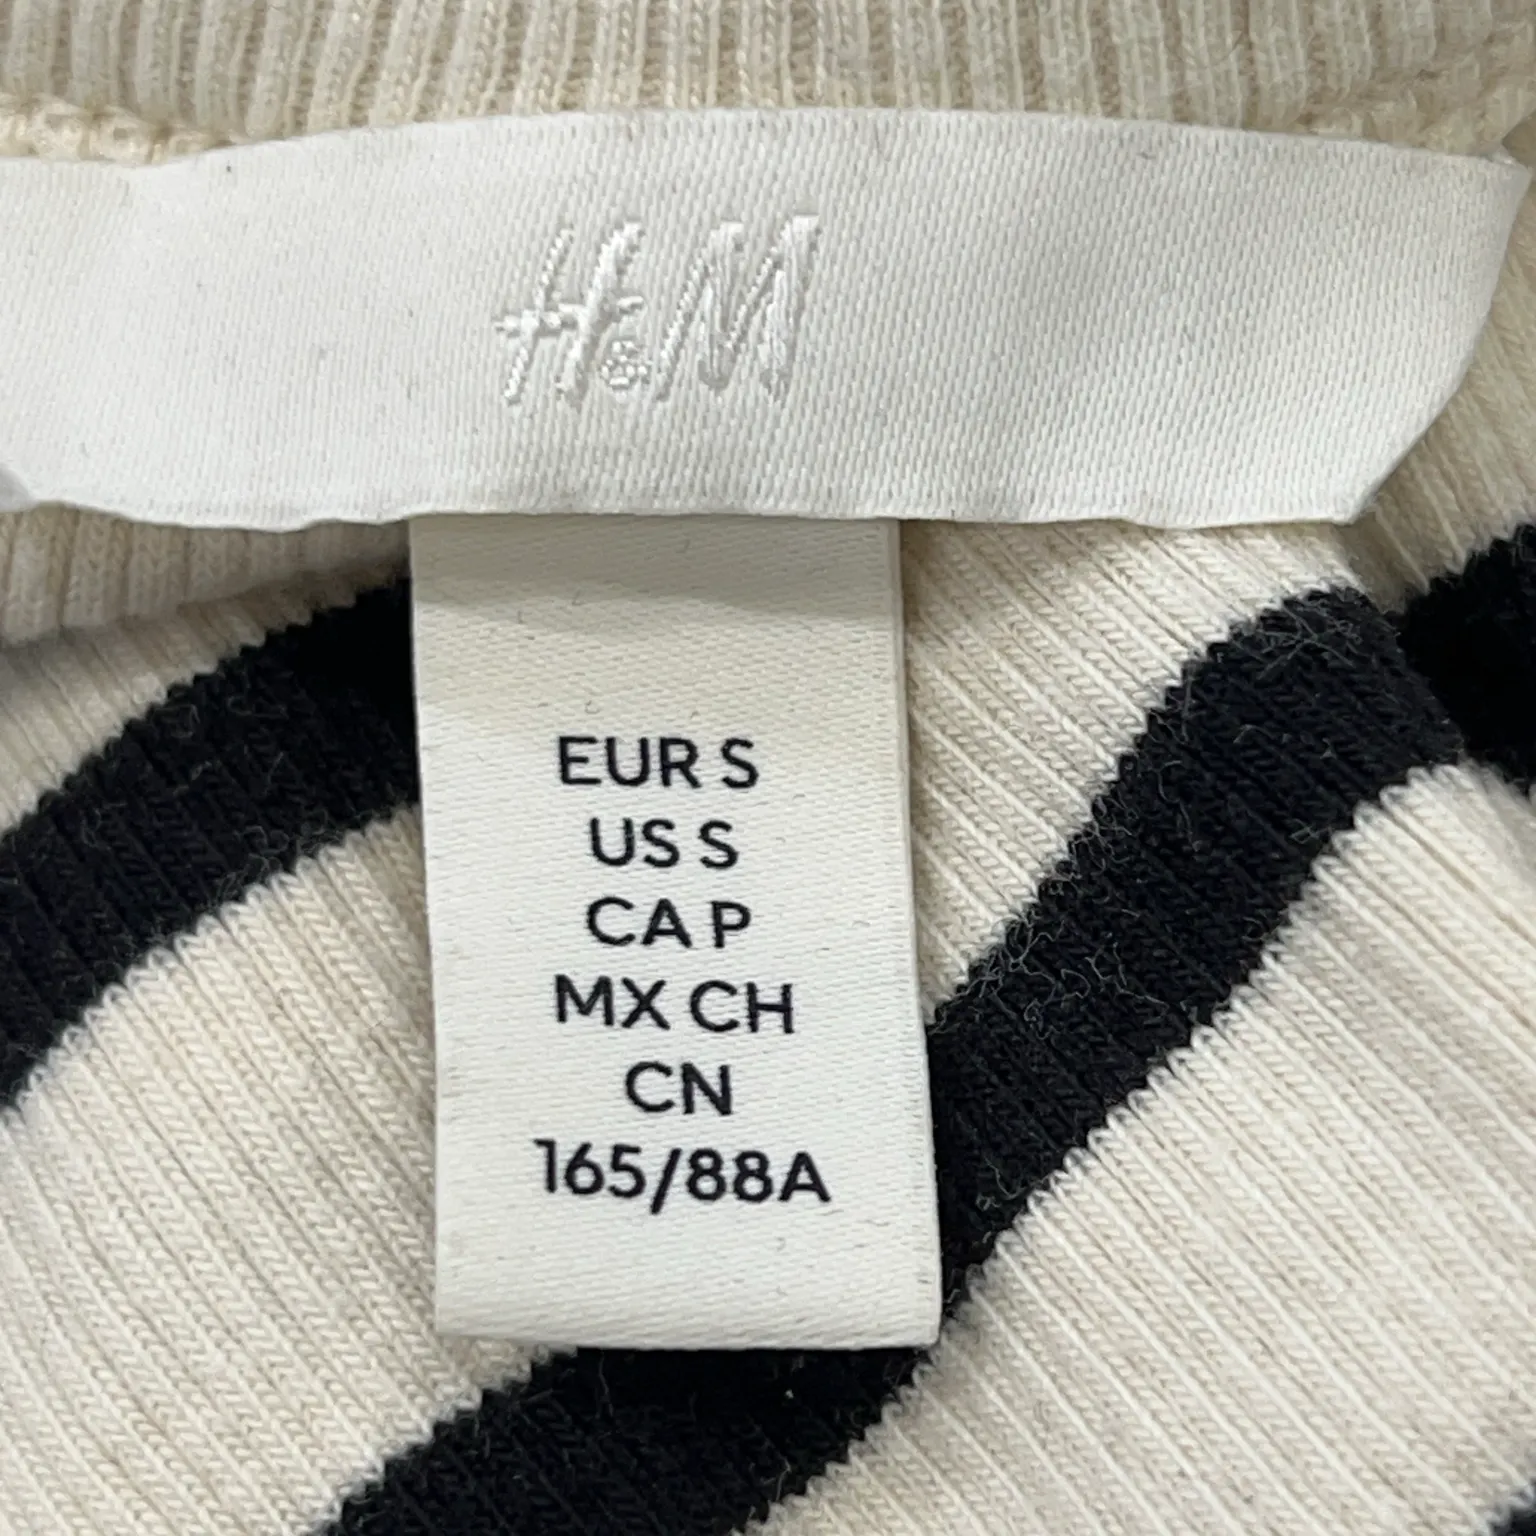 H&M
EUR S
US S
CA P
MX CH
CN
165/88A